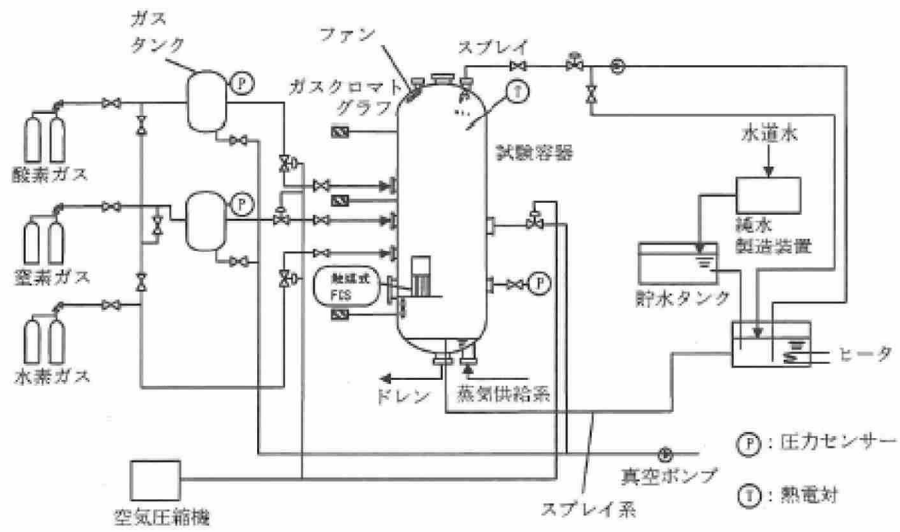 ガス
タンク
ファン
スプレイ
ガスクロマト
グラフ
P
T
水道水
酸素ガス
試験容器
P
純水
製造装置
窒素ガス
触媒式
FCS
P
貯水タンク
水素ガス
ヒータ
ドレン
蒸気供給系
P:圧力センサー
P
真空ポンプ
T:熱電対
空気圧縮機
スプレイ系